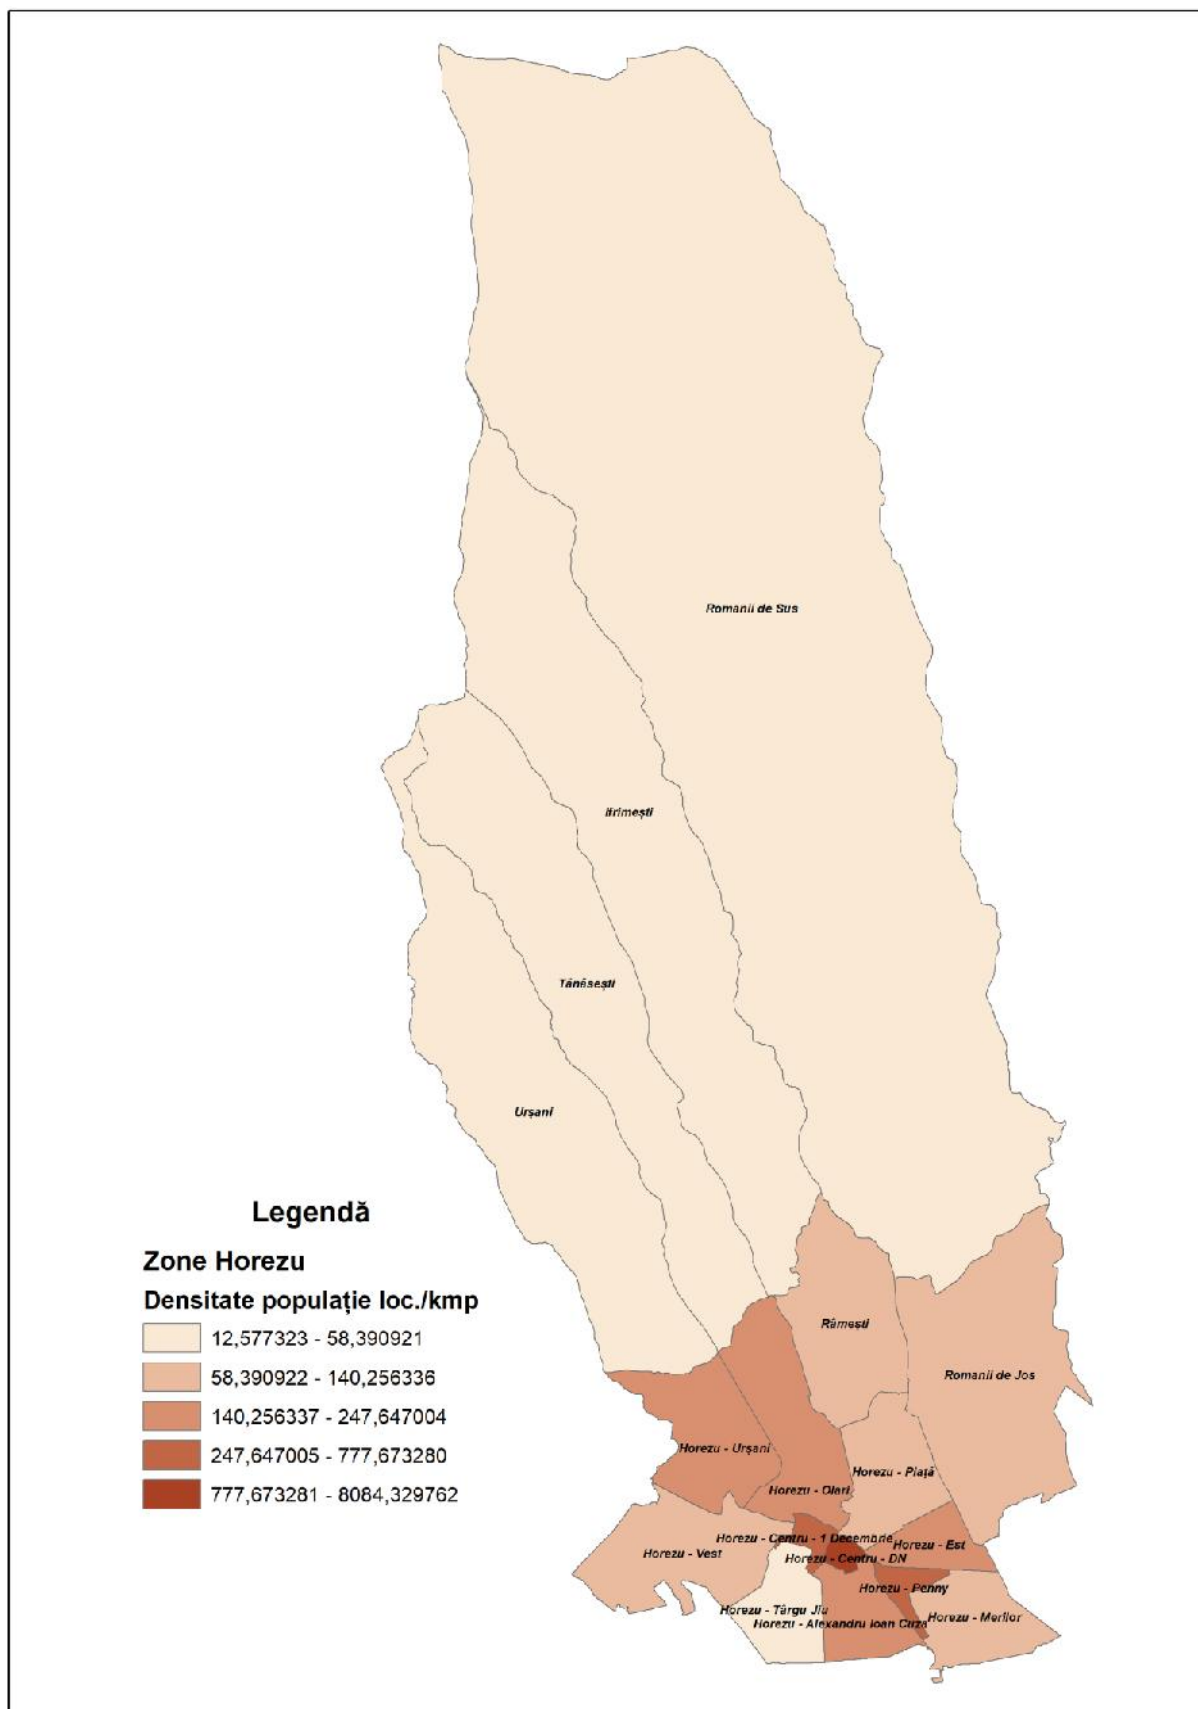 Romanii de Sus
Ifrimești
Tănăsești
Urșani
Legendă
Zone Horezu
Densitate populație loc./kmp
12,577323 - 58,390921
58,390922 - 140,256336
140,256337 - 247,647004
247,647005 - 777,673280
777,673281 - 8084,329762
Râmești
Romanii de Jos
Horezu - Urșani
Horezu - Piață
Horezu - Olari
Horezu - Centru - 1 Decembrie
Horezu - Est
Horezu - Vest
Horezu - Centru - DN
Horezu - Penny
Horezu - Târgu Jiu
Horezu - Merilor
Horezu - Alexandru Ioan Cuza